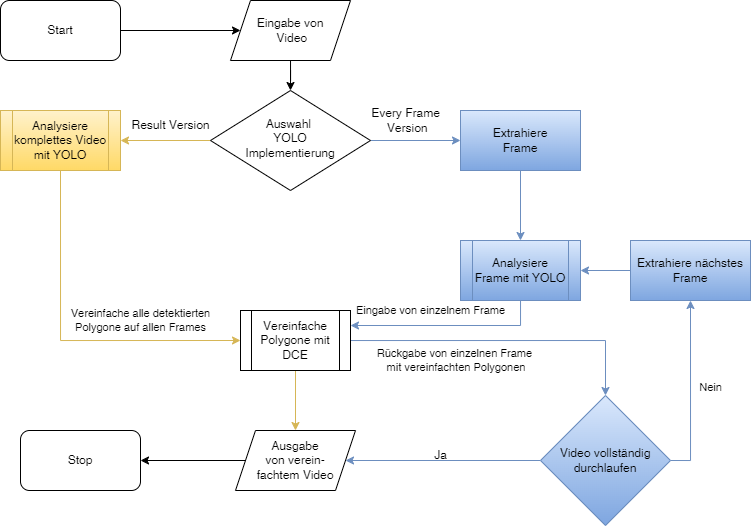 Start
Eingabe von
Video
Result Version
Every Frame
Version
Analysiere
komplettes Video
mit YOLO
Auswahl
YOLO
Implementierung
Extrahiere
Frame
Analysiere
Frame mit YOLO
Extrahiere nächstes
Frame
Vereinfache alle detektierten
Polygone auf allen Frames
Vereinfache
Polygone mit
DCE
Eingabe von einzelnem Frame
Rückgabe von einzelnen Frame
mit vereinfachten Polygonen
Nein
Stop
Ausgabe
von verein-
fachtem Video
Ja
Video vollständig
durchlaufen